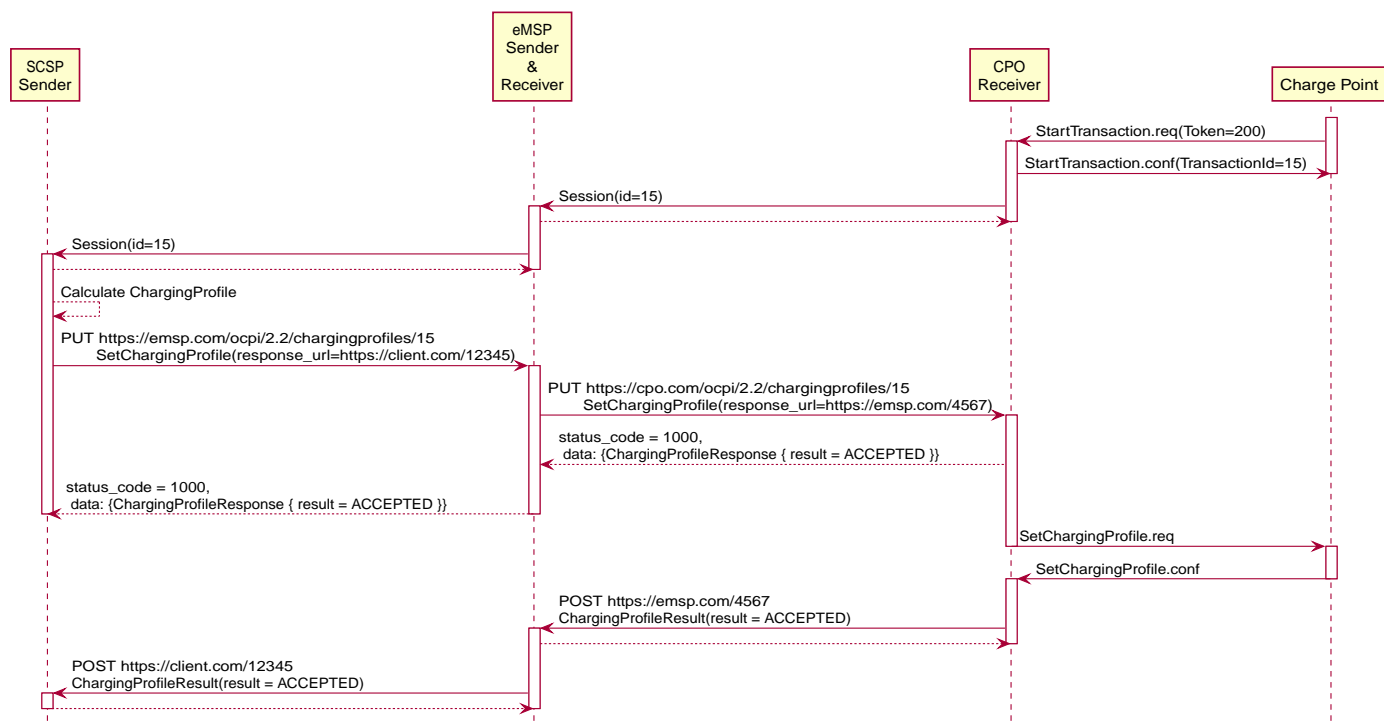 SCSP
Sender
eMSP
Sender
&
Receiver
CPO
Receiver
Charge Point
StartTransaction.req(Token=200)
StartTransaction.conf(TransactionId=15)
Session(id=15)
Session(id=15)
Calculate ChargingProfile
PUT https://emsp.com/ocpi/2.2/chargingprofiles/15
SetChargingProfile(response_url=https://client.com/12345)
PUT https://cpo.com/ocpi/2.2/chargingprofiles/15
SetChargingProfile(response_url=https://emsp.com/4567)
status_code = 1000,
data: {ChargingProfileResponse { result = ACCEPTED }}
status_code = 1000,
data: {ChargingProfileResponse { result = ACCEPTED }}
SetChargingProfile.req
SetChargingProfile.conf
POST https://emsp.com/4567
ChargingProfileResult(result = ACCEPTED)
POST https://client.com/12345
ChargingProfileResult(result = ACCEPTED)